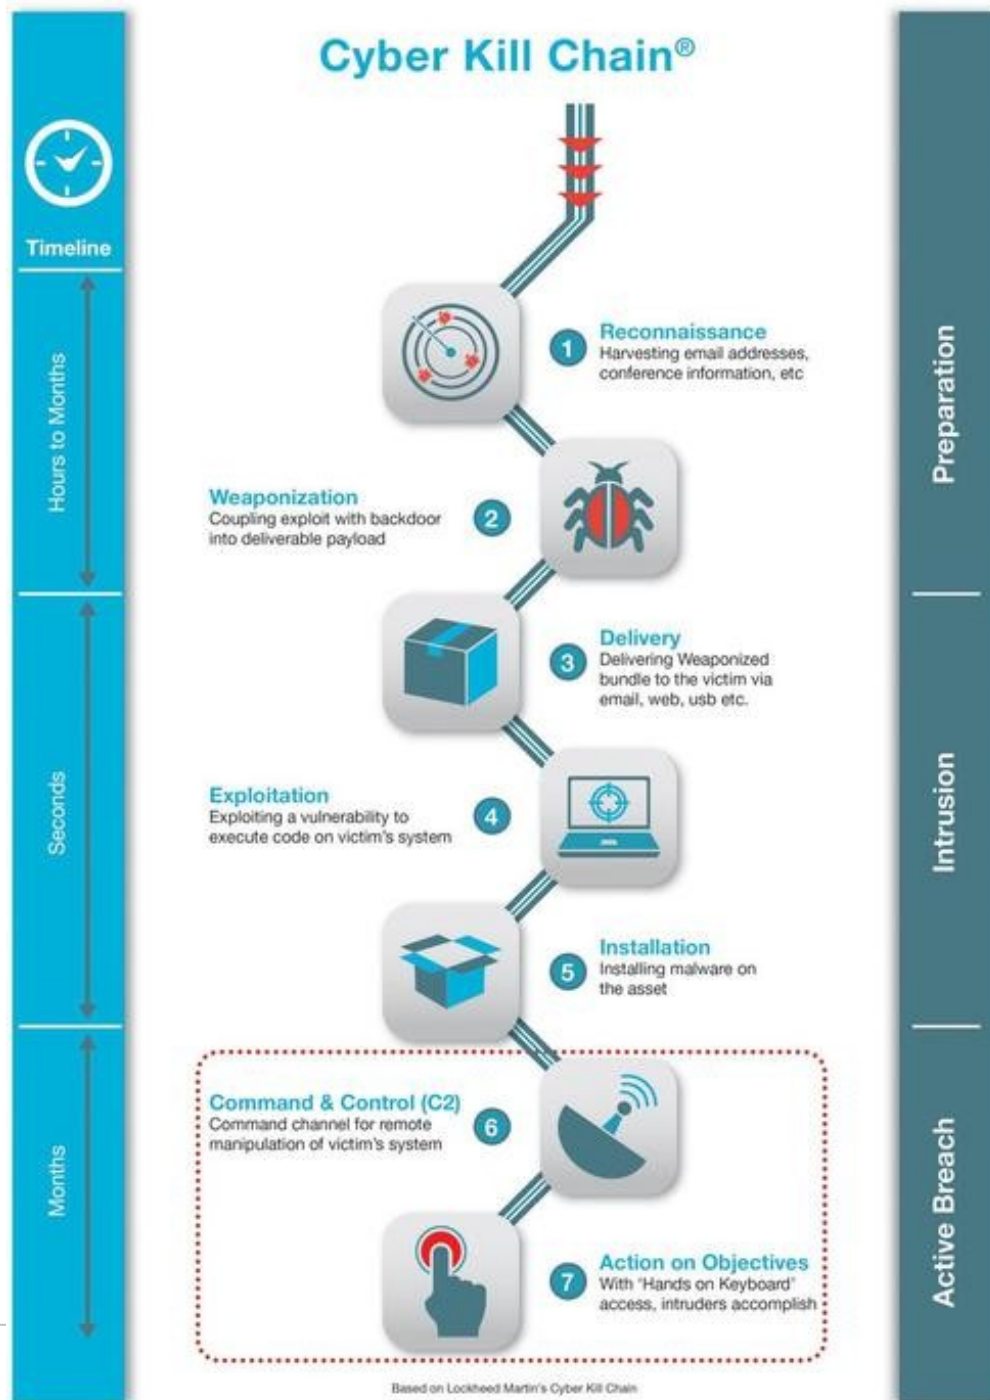 Cyber Kill Chain®
Timeline
Hours to Months
Preparation
1
Reconnaissance
Harvesting email addresses,
conference information, etc
Weaponization
Coupling exploit with backdoor
into deliverable payload
2
Seconds
Intrusion
3
Delivery
Delivering Weaponized
bundle to the victim via
email, web, usb etc.
Exploitation
Exploiting a vulnerability to
execute code on victim's system
4
5
Installation
Installing malware on
the asset
Months
Active Breach
Command & Control (C2)
Command channel for remote
manipulation of victim's system
6
7
Action on Objectives
With 'Hands on Keyboard'
access, intruders accomplish
Based on Lockheed Martin's Cyber Kill Chain